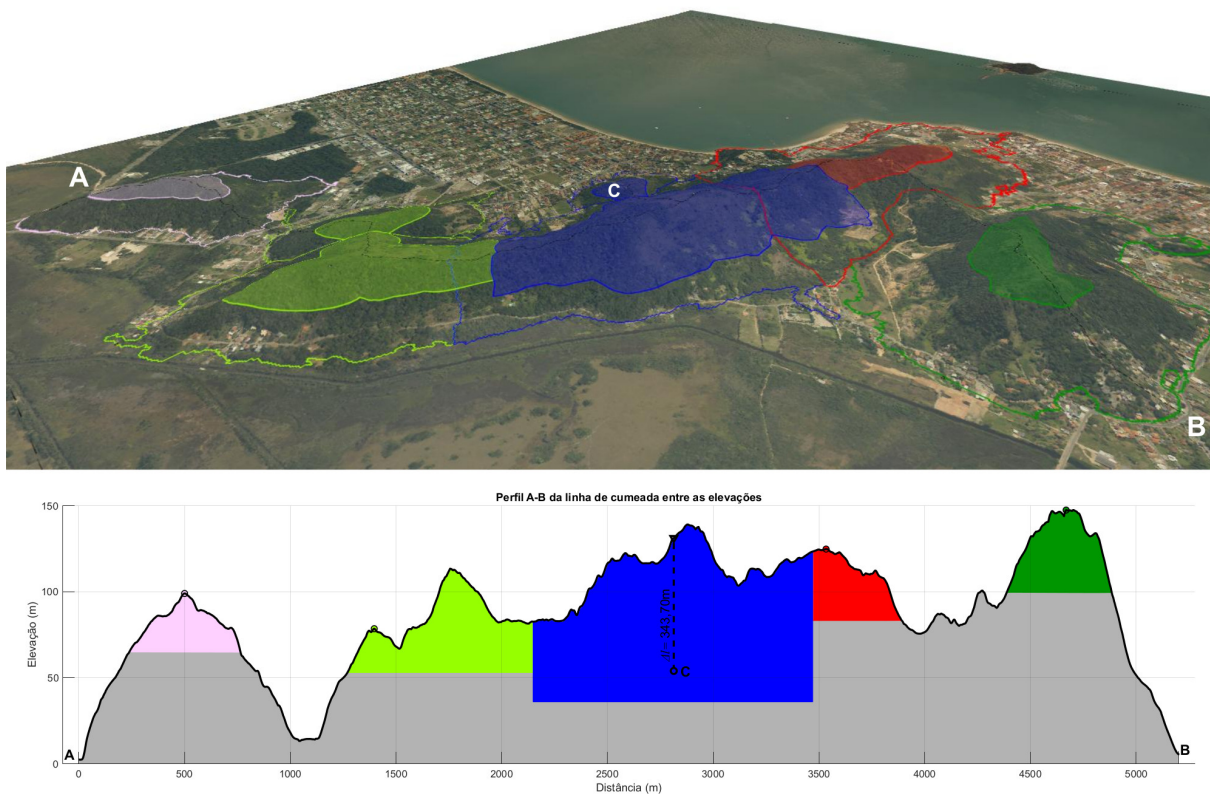 A
C
B
Perfil A-B da linha de cumeada entre as elevações
Elevação (m)
150
100
50
0
= 343,70m
C
A
B
0 500 1000 1500 2000 2500 3000 3500 4000 4500 5000
Distância (m)